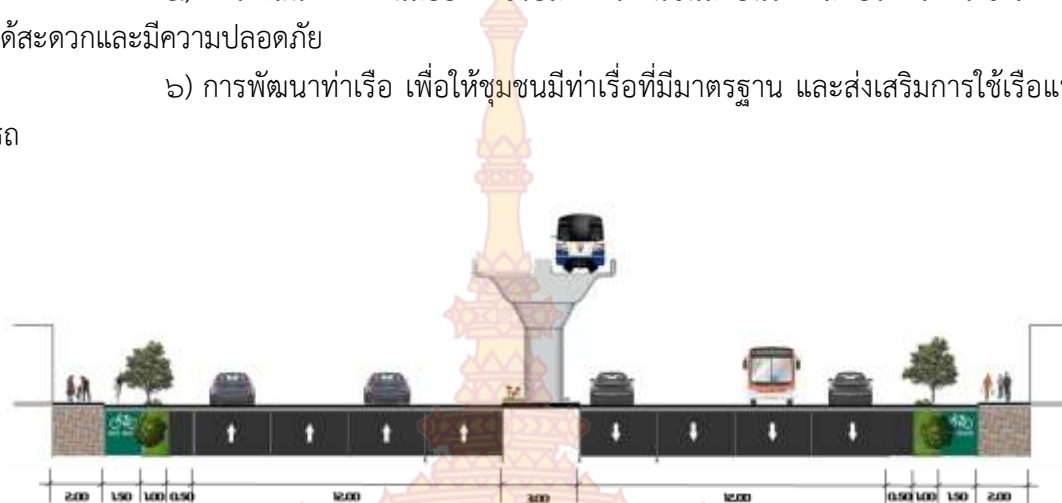 ได้สะดวกและมีความปลอดภัย
๖) การพัฒนาท่าเรือ เพื่อให้ชุมชนมีท่าเรื่อที่มีมาตรฐาน และส่งเสริมการใช้เรือแ
รถ
2.00 1.50 1.00 0.50 12.00 3.00 12.00 0.50 1.00 1.50 2.00